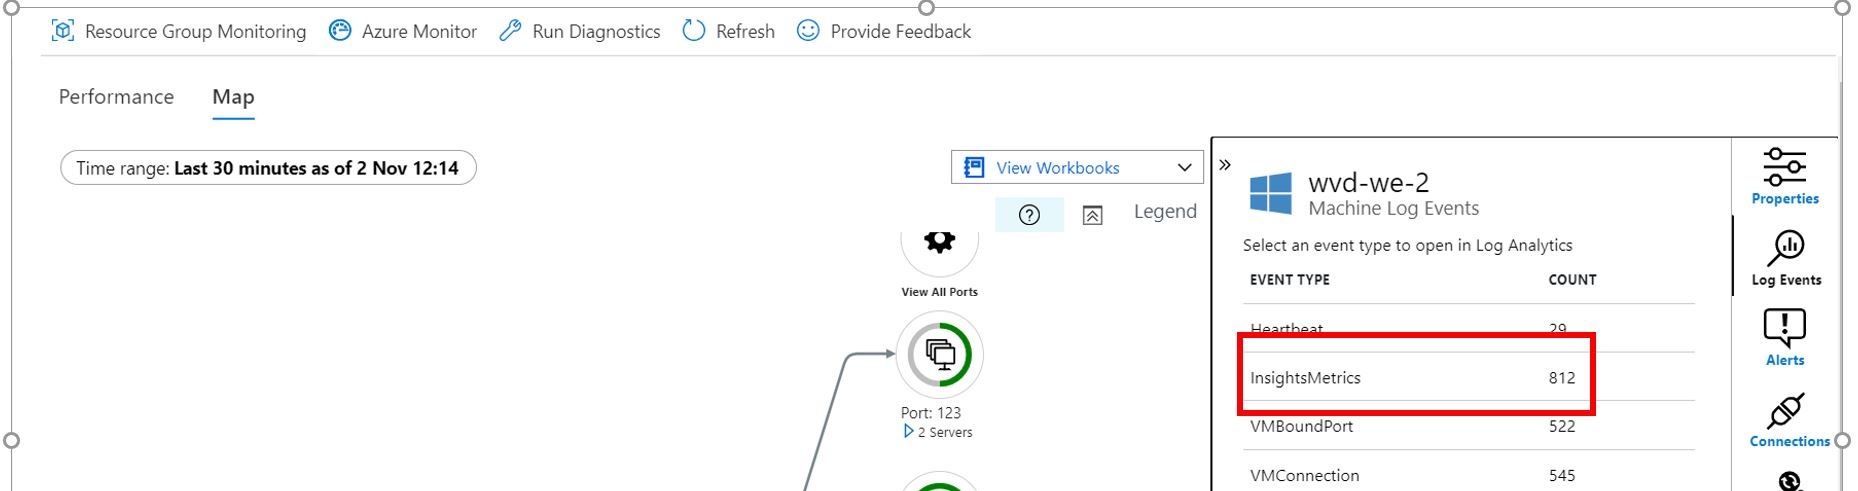 Resource Group Monitoring Azure Monitor Run Diagnostics Refresh Provide Feedback
Performance Map
Time range: Last 30 minutes as of 2 Nov 12:14
View Workbooks
Legend
View All Ports
Port: 123
2 Servers
wvd-we-2
Machine Log Events
Select an event type to open in Log Analytics
EVENT TYPE COUNT
Heartbeat 29
InsightsMetrics 812
VMBoundPort 522
VMConnection 545
Properties
Log Events
Alerts
Connections